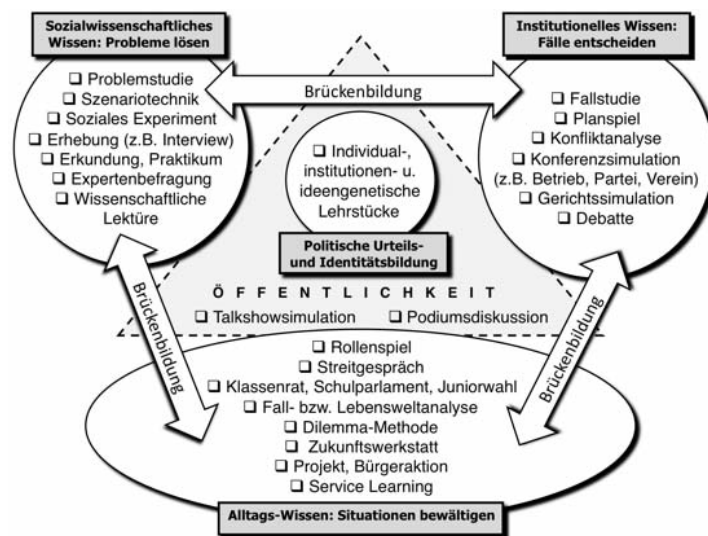 Sozialwissenschaftliches
Wissen: Probleme lösen
❑ Problemstudie
❑ Szenariotechnik
❑ Soziales Experiment
❑ Erhebung (z.B. Interview)
❑ Erkundung, Praktikum
❑ Expertenbefragung
❑ Wissenschaftliche
Lektüre
Brückenbildung
Institutionelles Wissen:
Fälle entscheiden
❑ Fallstudie
❑ Planspiel
❑ Konfliktanalyse
❑ Konferenzsimulation
(z.B. Betrieb, Partei, Verein)
❑ Gerichtssimulation
❑ Debatte
❑ Individual-,
institutionen- u.
ideengenetische
Lehrstücke
Politische Urteils-
und Identitätsbildung
ÖFFENTLICHKEIT
❑ Talkshowsimulation ❑ Podiumsdiskussion
Brückenbildung
Brückenbildung
❑ Rollenspiel
❑ Streitgespräch
❑ Klassenrat, Schulparlament, Juniorwahl
❑ Fall- bzw. Lebensweltanalyse
❑ Dilemma-Methode
❑ Zukunftswerkstatt
❑ Projekt, Bürgeraktion
❑ Service Learning
Alltags-Wissen: Situationen bewältigen